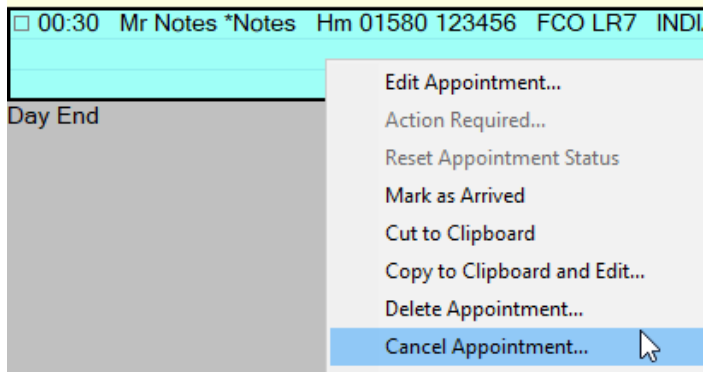 00:30 Mr Notes *Notes Hm 01580 123456 FCO LR7 INDI
Edit Appointment...
Day End
Action Required...
Reset Appointment Status
Mark as Arrived
Cut to Clipboard
Copy to Clipboard and Edit...
Delete Appointment...
Cancel Appointment...